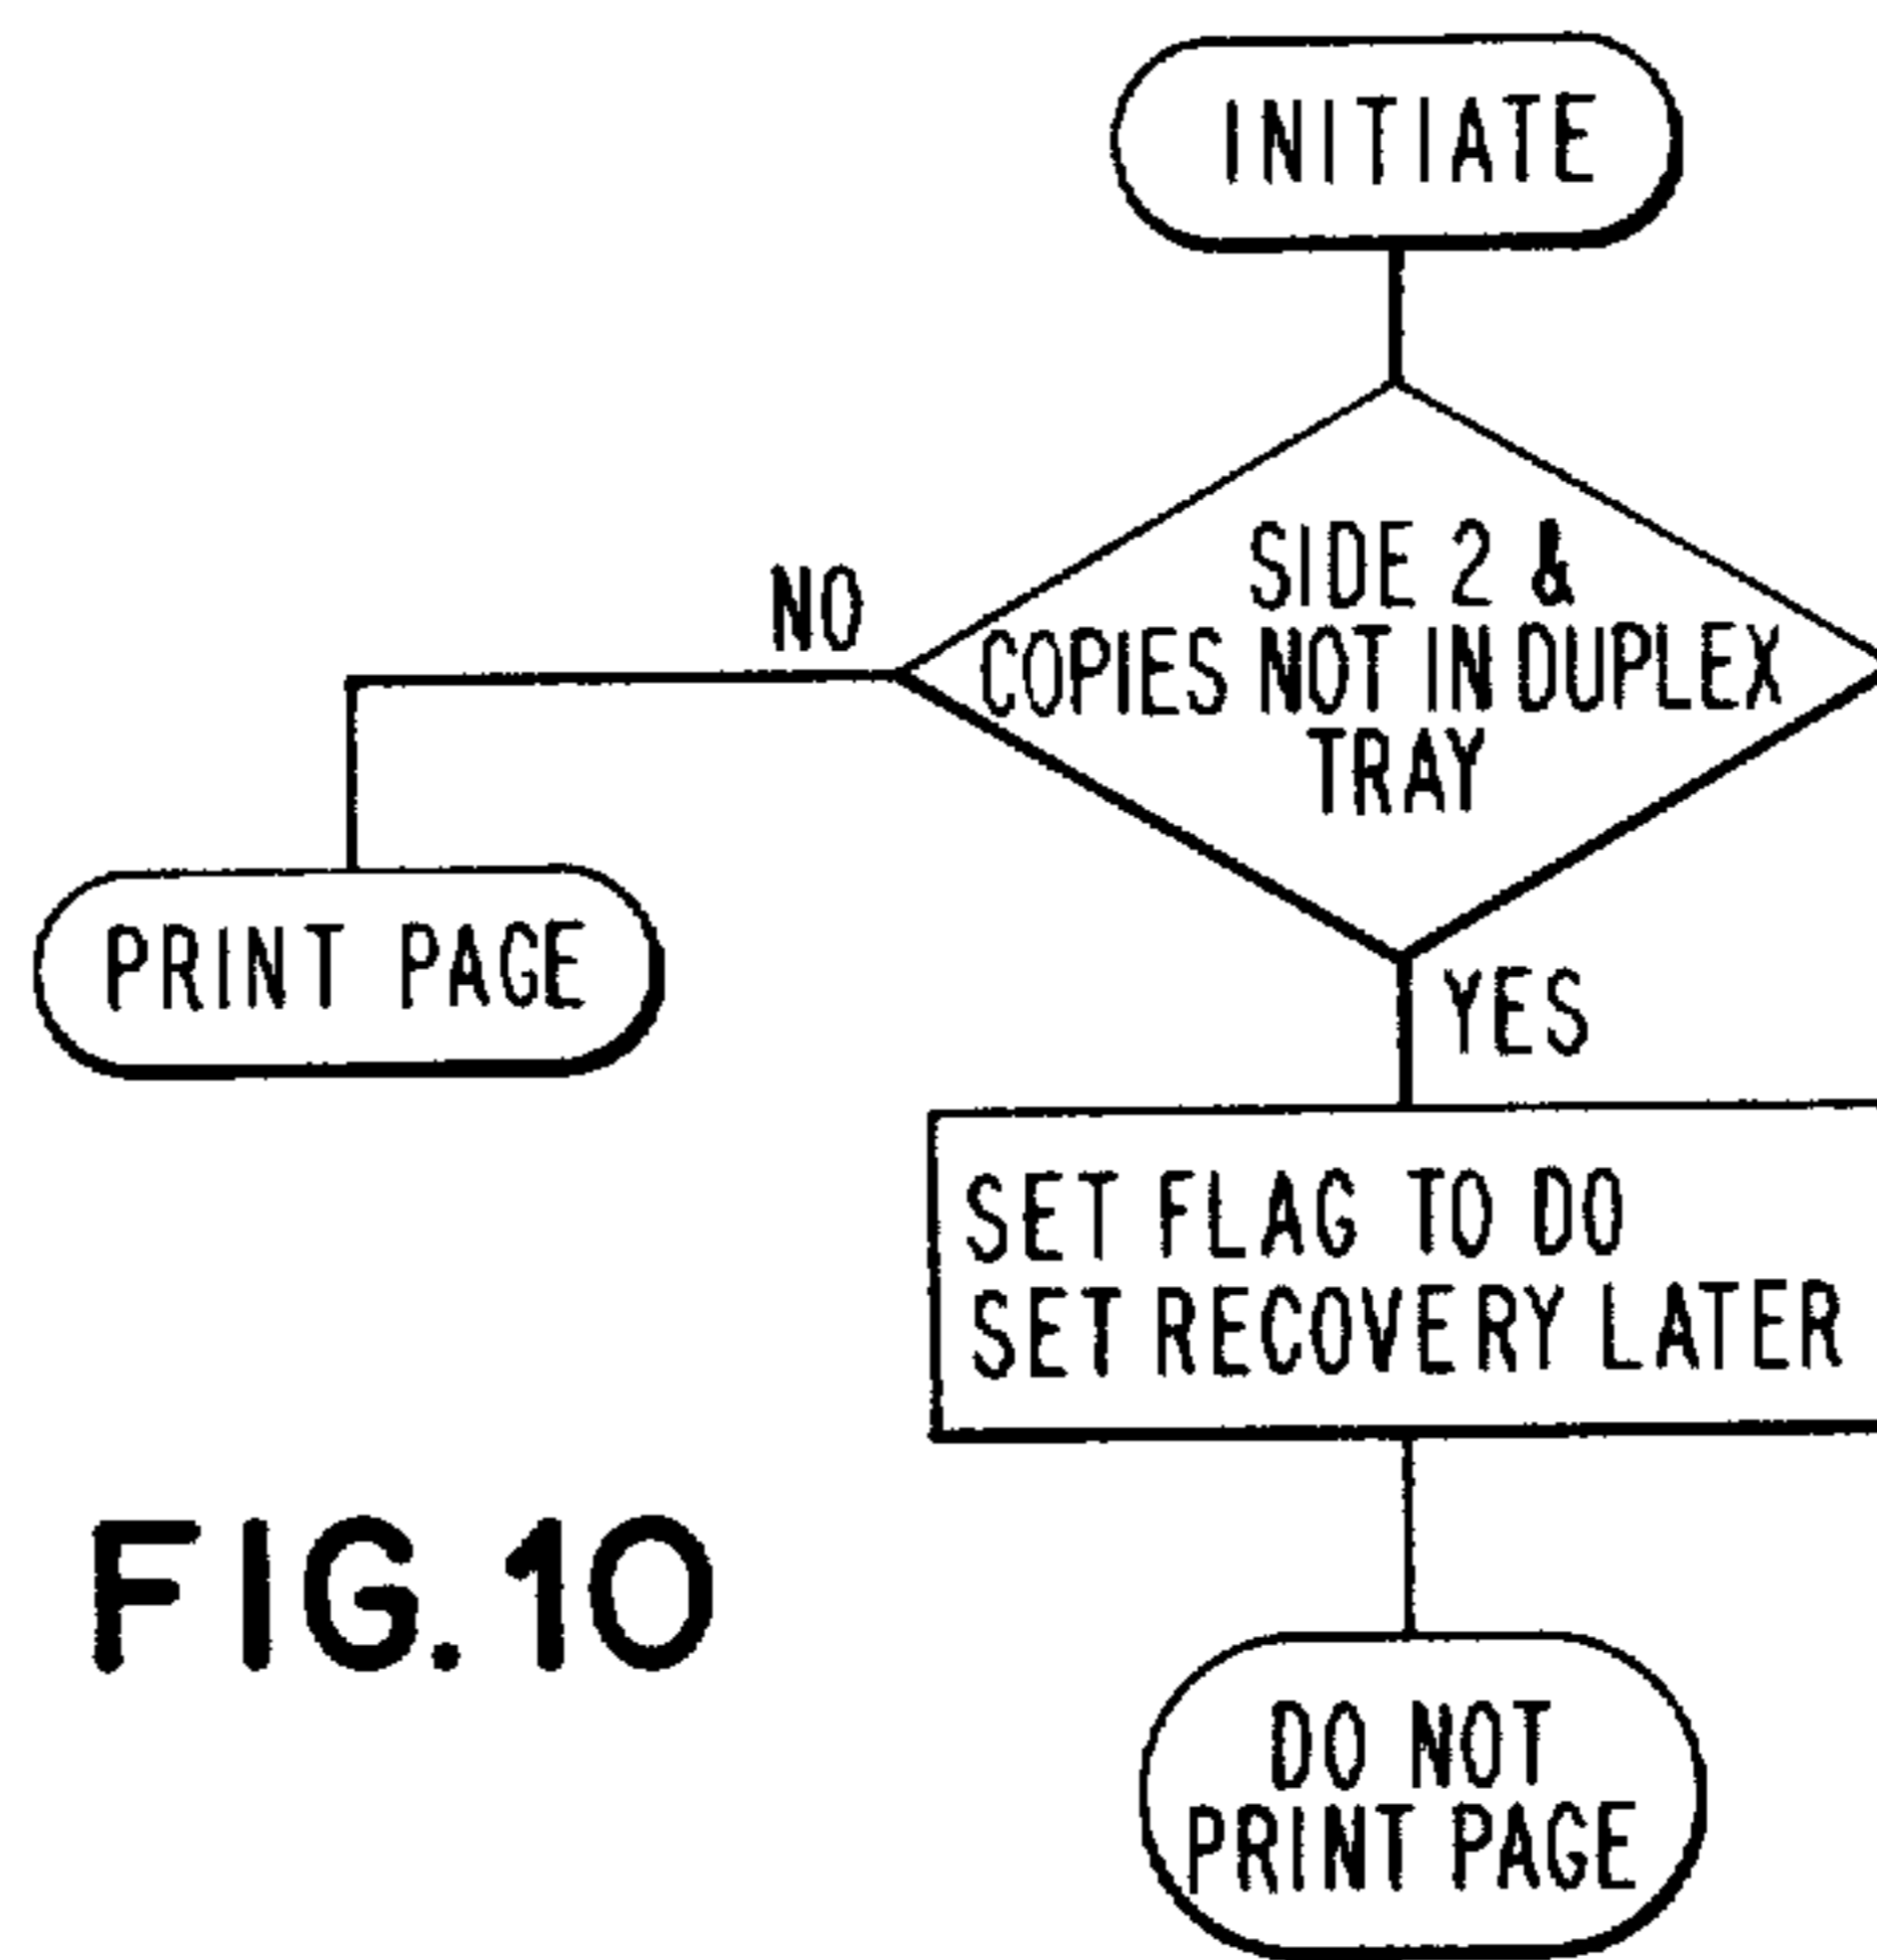 INITIATE
SIDE 2 &
COPIES NOT IN DUPLEX
TRAY
NO
PRINT PAGE
YES
SET FLAG TO DO
SET RECOVERY LATER
DO NOT
PRINT PAGE
FIG.10